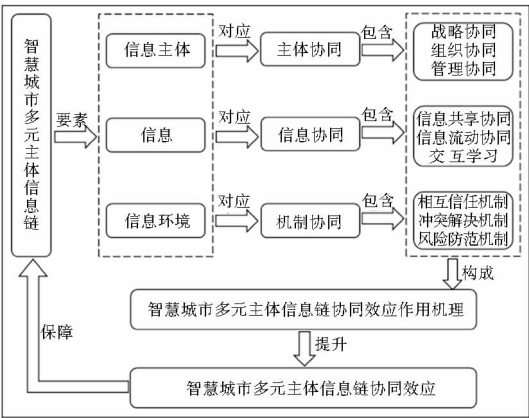 智慧城市多元主体信息链
要素
信息主体
对应
主体协同
包含
战略协同
组织协同
管理协同
信息
对应
信息协同
包含
信息共享协同
信息流动协同
交互学习
信息环境
对应
机制协同
包含
相互信任机制
冲突解决机制
风险防范机制
构成
智慧城市多元主体信息链协同效应作用机理
提升
智慧城市多元主体信息链协同效应
保障